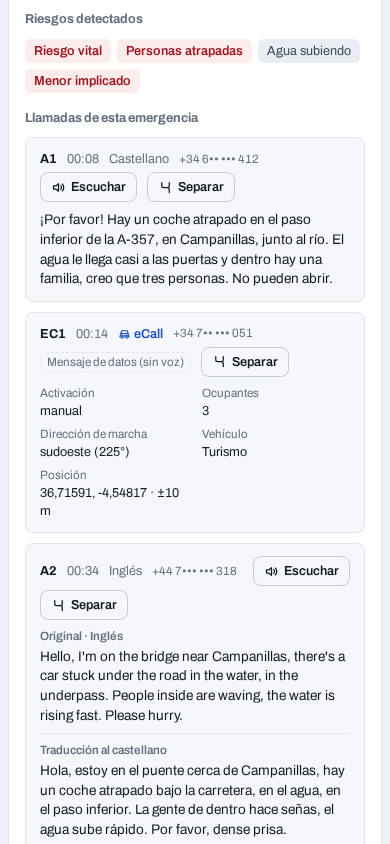 Riesgos detectados
Riesgo vital
Personas atrapadas
Agua subiendo
Menor implicado
Llamadas de esta emergencia
A1 00:08 Castellano +34 6•• ••• 412
Escuchar
Separar
¡Por favor! Hay un coche atrapado en el paso
inferior de la A-357, en Campanillas, junto al río. El
agua le llega casi a las puertas y dentro hay una
familia, creo que tres personas. No pueden abrir.
EC1 00:14 eCall +34 7•• ••• 051
Mensaje de datos (sin voz)
Separar
Activación
manual
Ocupantes
3
Dirección de marcha
sudoeste (225°)
Vehículo
Turismo
Posición
36,71591, -4,54817 · ±10
m
A2 00:34 Inglés +44 7••• ••• 318
Escuchar
Separar
Original · Inglés
Hello, I'm on the bridge near Campanillas, there's a
car stuck under the road in the water, in the
underpass. People inside are waving, the water is
rising fast. Please hurry.
Traducción al castellano
Hola, estoy en el puente cerca de Campanillas, hay
un coche atrapado bajo la carretera, en el agua, en
el paso inferior. La gente de dentro hace señas, el
agua sube rápido. Por favor, dense prisa.